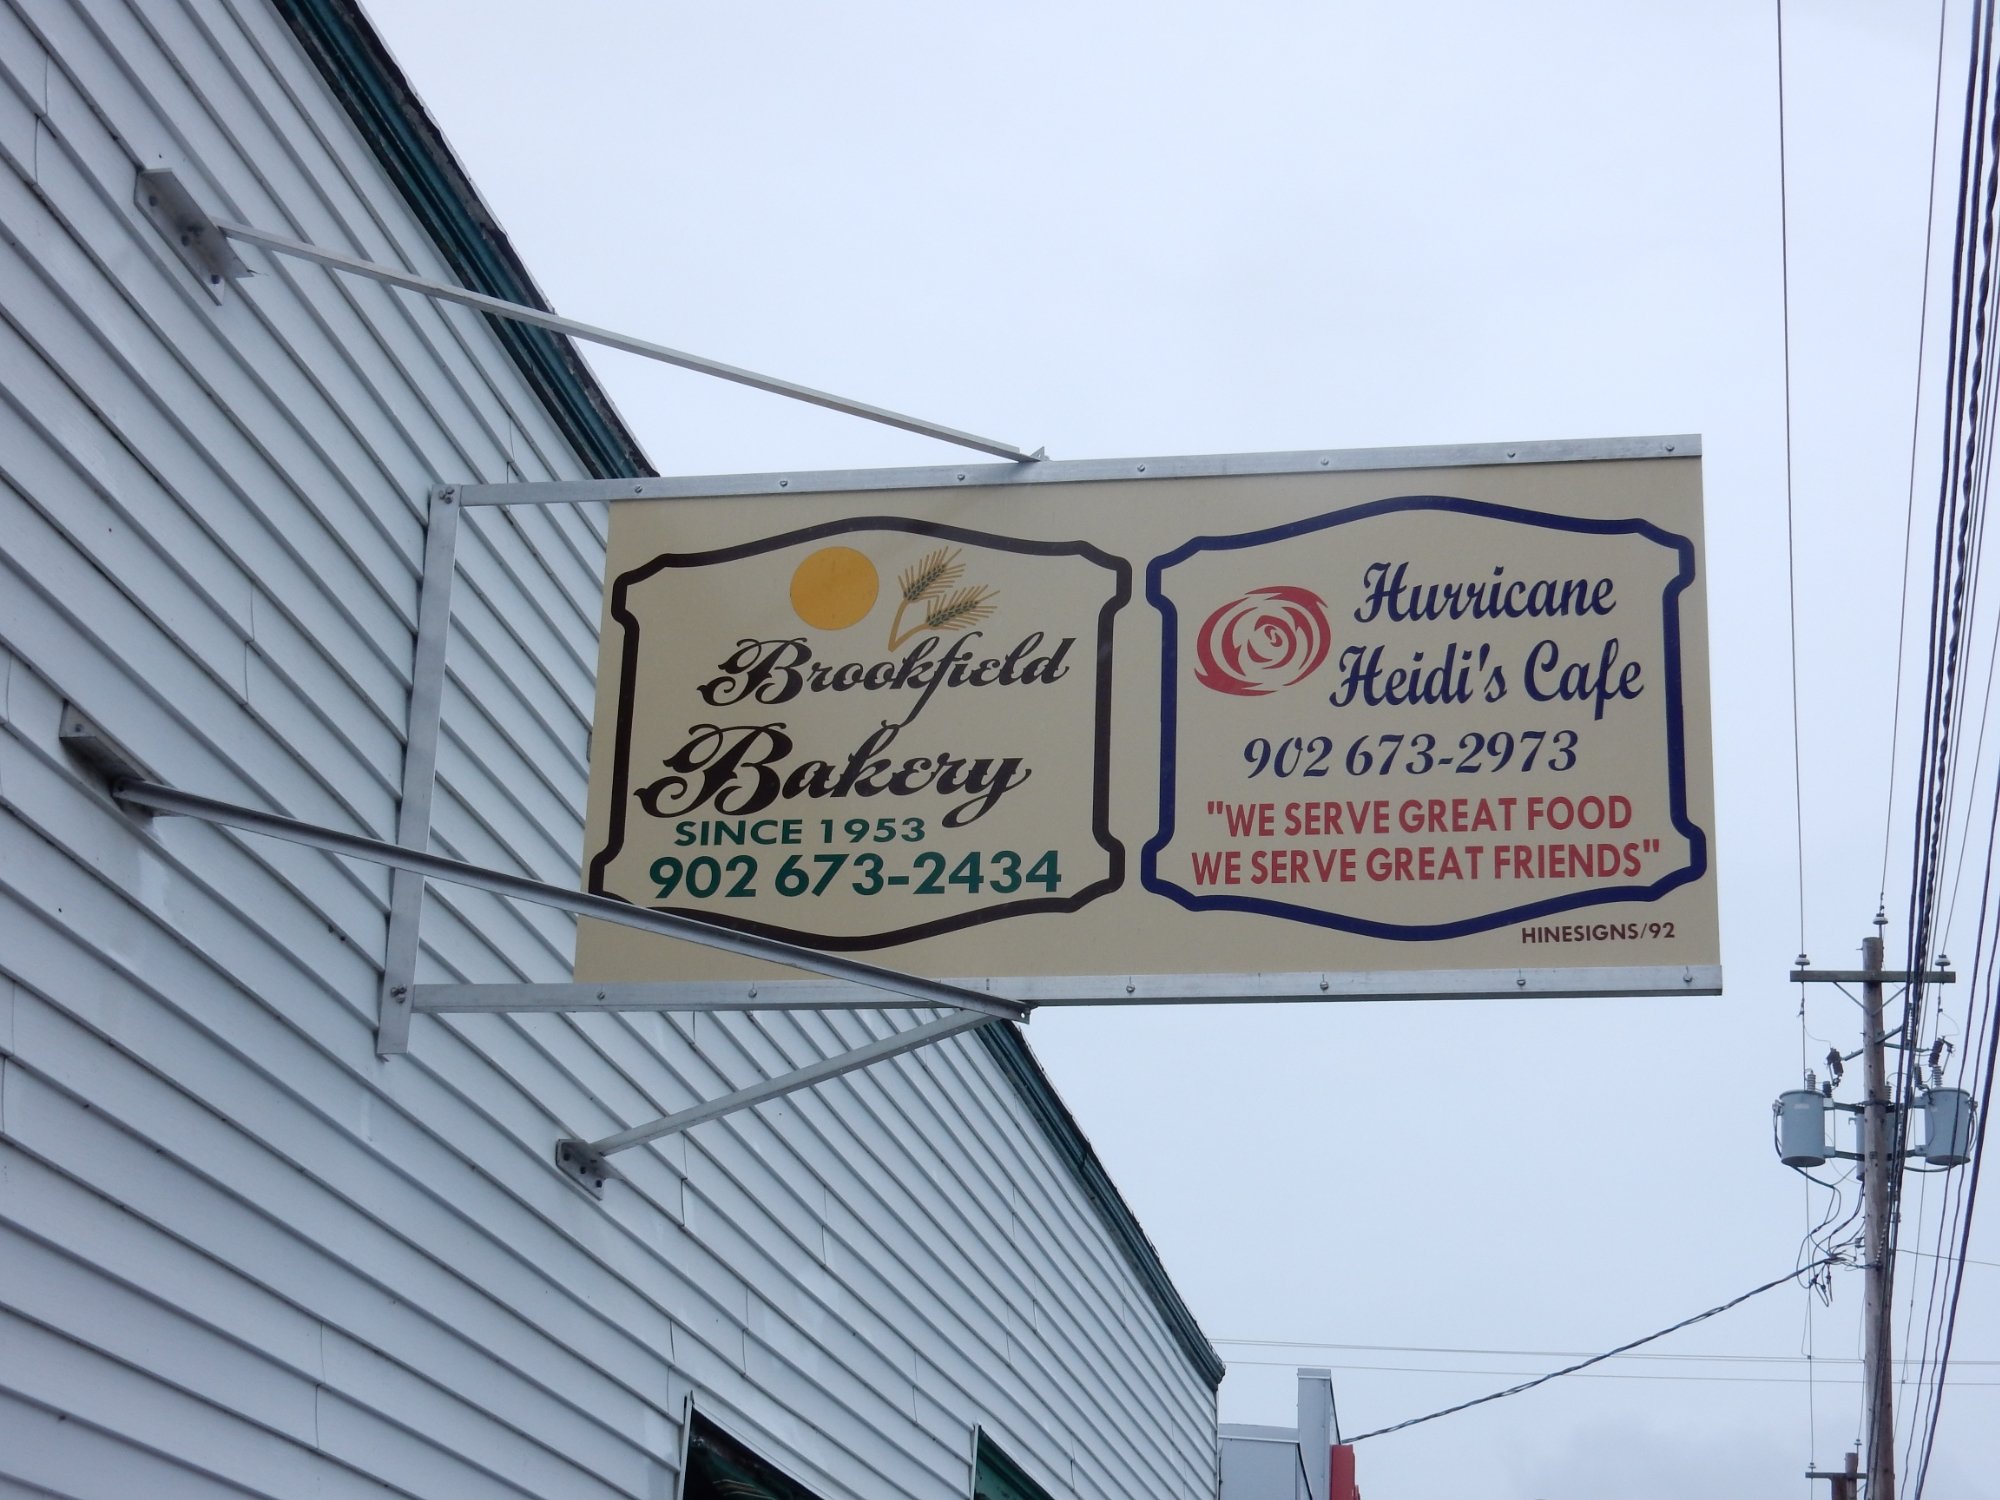 Brookfield
Bakery
SINCE 1953
902 673-2434
Hurricane
Heidi's Cafe
902 673-2973
"WE SERVE GREAT FOOD
WE SERVE GREAT FRIENDS"
HINESIGNS/92